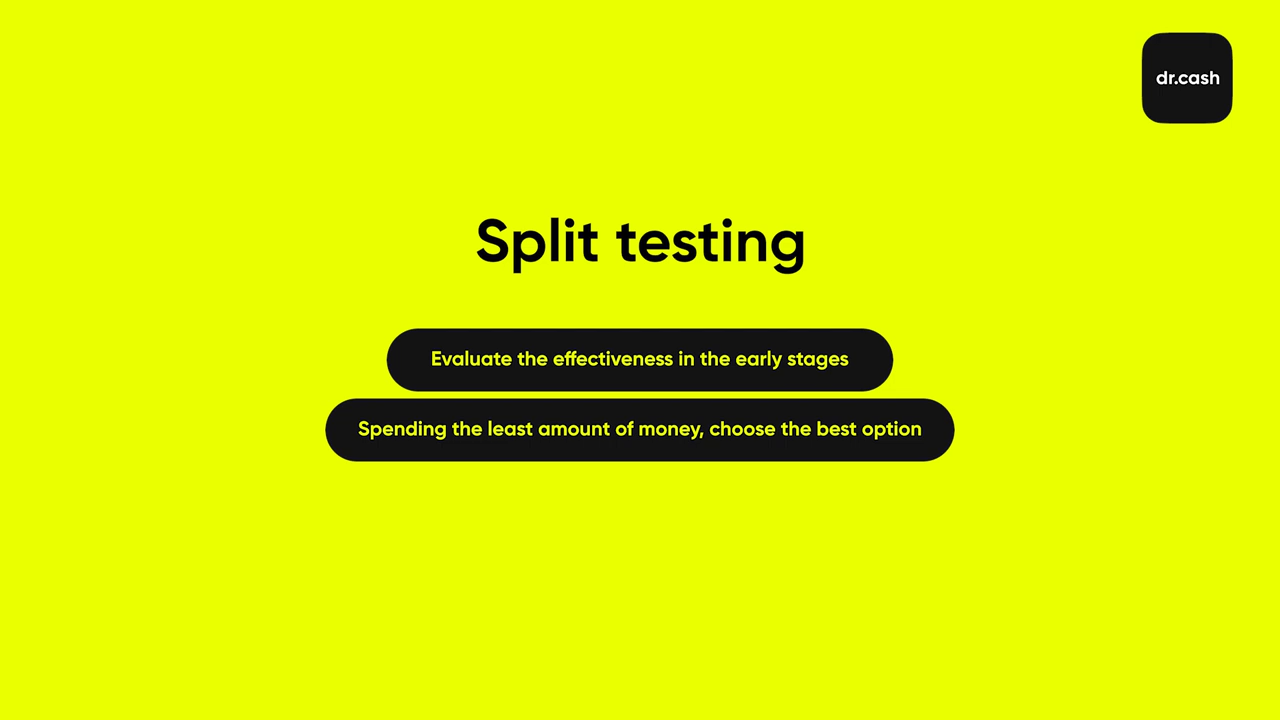 dr.cash
Split testing
Evaluate the effectiveness in the early stages
Spending the least amount of money, choose the best option